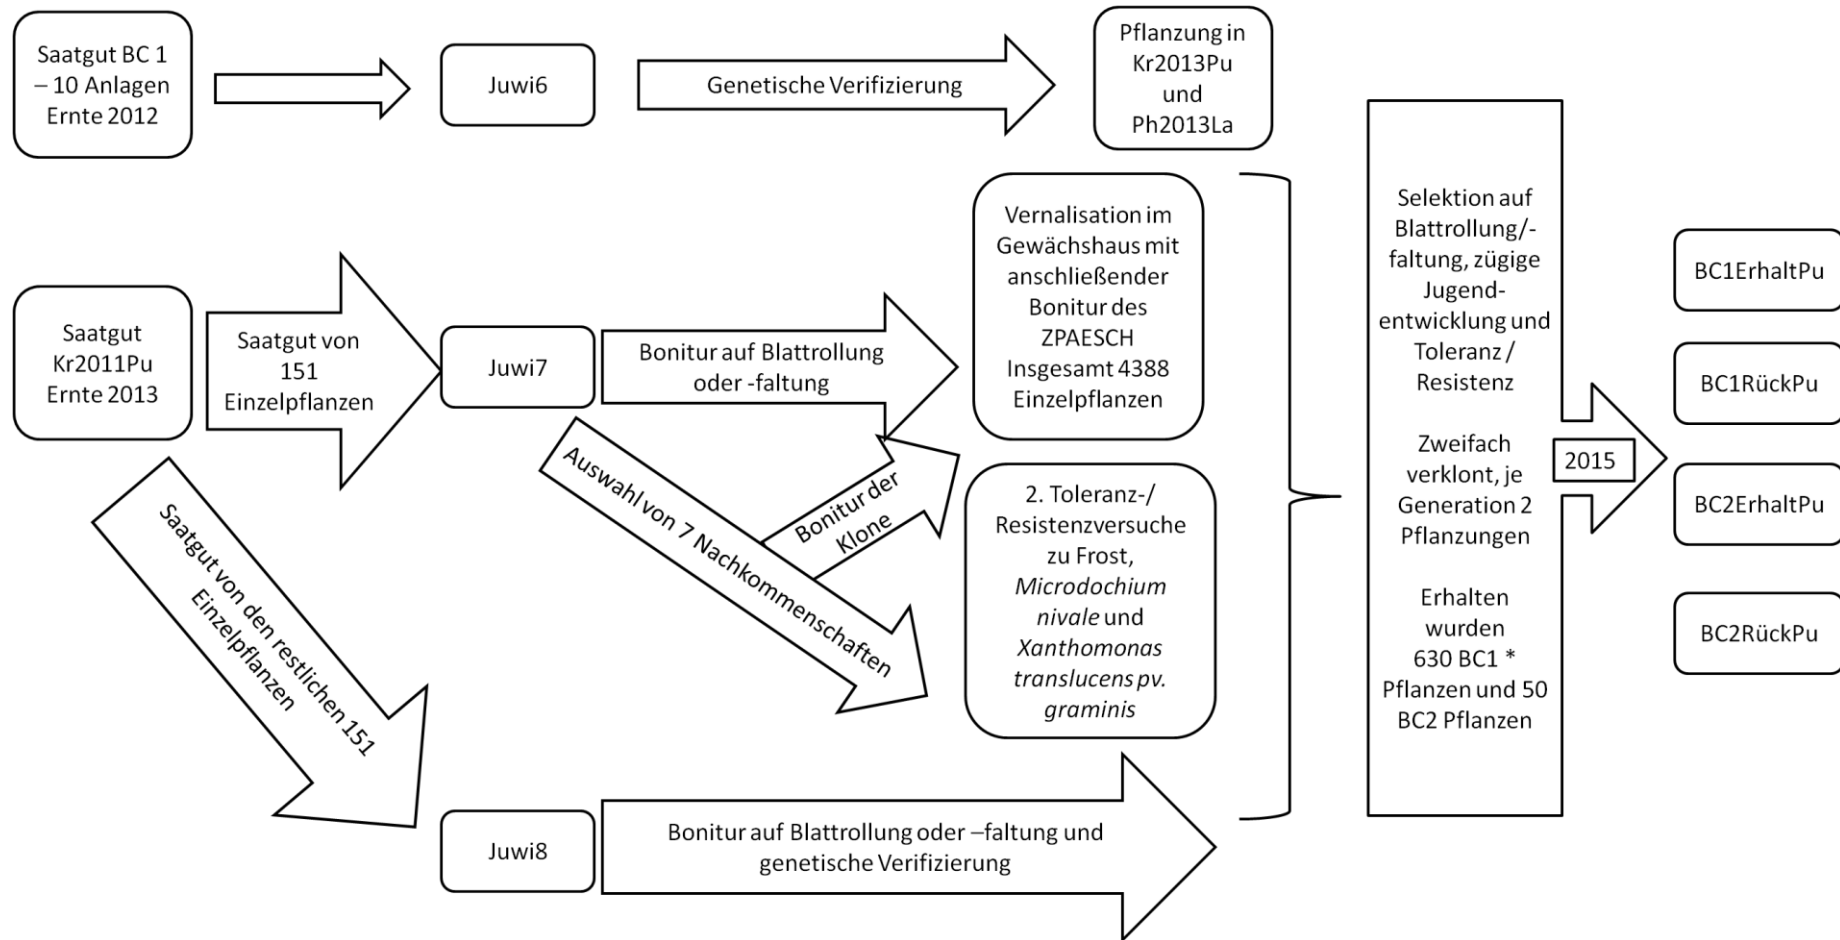 Saatgut BC 1
– 10 Anlagen
Ernte 2012
Juwi6
Genetische Verifizierung
Pflanzung in
Kr2013Pu
und
Ph2013La
Saatgut
Kr2011Pu
Ernte 2013
Saatgut von
151
Einzelpflanzen
Juwi7
Bonitur auf Blattrollung
oder -faltung
Vernalisation im
Gewächshaus mit
anschließender
Bonitur des
ZPAESCH
Insgesamt 4388
Einzelpflanzen
Auswahl von 7 Nachkommenschaften
Bonitur der
Klone
2. Toleranz-/
Resistenzversuche
zu Frost,
Microdochium
nivale und
Xanthomonas
translucens pv.
graminis
Saatgut von den restlichen 151
Einzelpflanzen
Juwi8
Bonitur auf Blattrollung oder –faltung und
genetische Verifizierung
Selektion auf
Blattrollung/-
faltung, zügige
Jugend-
entwicklung und
Toleranz /
Resistenz
Zweifach
verklont, je
Generation 2
Pflanzungen
Erhalten
wurden
630 BC1 *
Pflanzen und 50
BC2 Pflanzen
2015
BC1ErhaltPu
BC1RückPu
BC2ErhaltPu
BC2RückPu